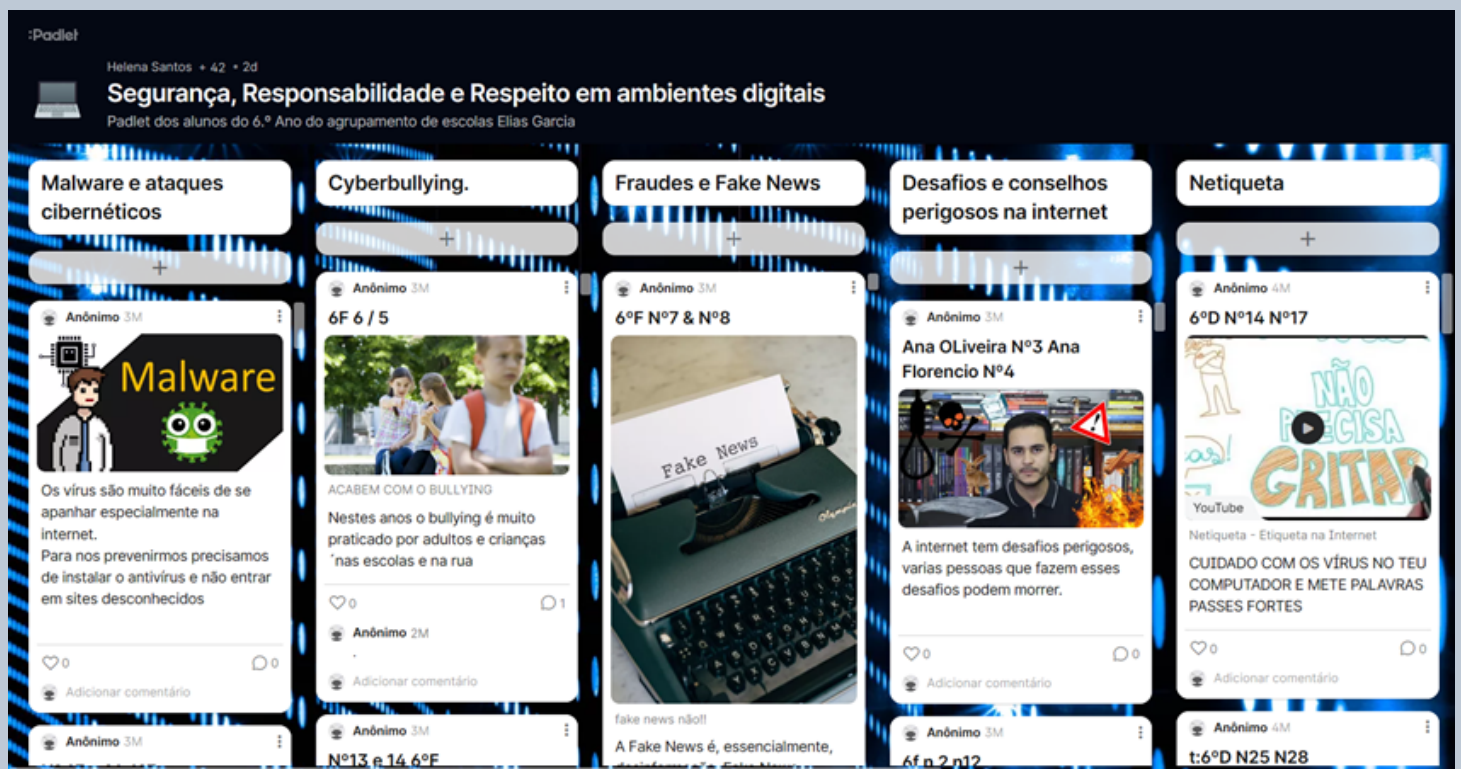 :Padlet
Helena Santos + 42 • 2d
Segurança, Responsabilidade e Respeito em ambientes digitais
Padlet dos alunos do 6.º Ano do agrupamento de escolas Elias Garcia
Malware e ataques
cibernéticos
+
Anônimo 3M
Malware
Os vírus são muito fáceis de se
apanhar especialmente na
internet.
Para nos prevenirmos precisamos
de instalar o antivírus e não entrar
em sites desconhecidos
0
0
Adicionar comentário
Anônimo 3M
Cyberbullying.
+
Anônimo 3M
6F 6 / 5
ACABEM COM O BULLYING
Nestes anos o bullying é muito
praticado por adultos e crianças
´nas escolas e na rua
0
1
Anônimo 2M
.
Adicionar comentário
Anônimo 3M
Nº13 e 14 6ºF
Fraudes e Fake News
+
Anônimo 3M
6ºF Nº7 & Nº8
Fake News
Olympia
fake news não!!
A Fake News é, essencialmente,
Desafios e conselhos
perigosos na internet
+
Anônimo 3M
Ana OLiveira Nº3 Ana
Florencio Nº4
A internet tem desafios perigosos,
varias pessoas que fazem esses
desafios podem morrer.
0
0
Adicionar comentário
Anônimo 3M
6f n 2 n12
Netiqueta
+
Anônimo 4M
6ºD Nº14 Nº17
NÃO
PRECISA
GRITAR
YouTube
Netiqueta - Etiqueta na Internet
CUIDADO COM OS VÍRUS NO TEU
COMPUTADOR E METE PALAVRAS
PASSES FORTES
0
0
Adicionar comentário
Anônimo 4M
t:6ºD N25 N28